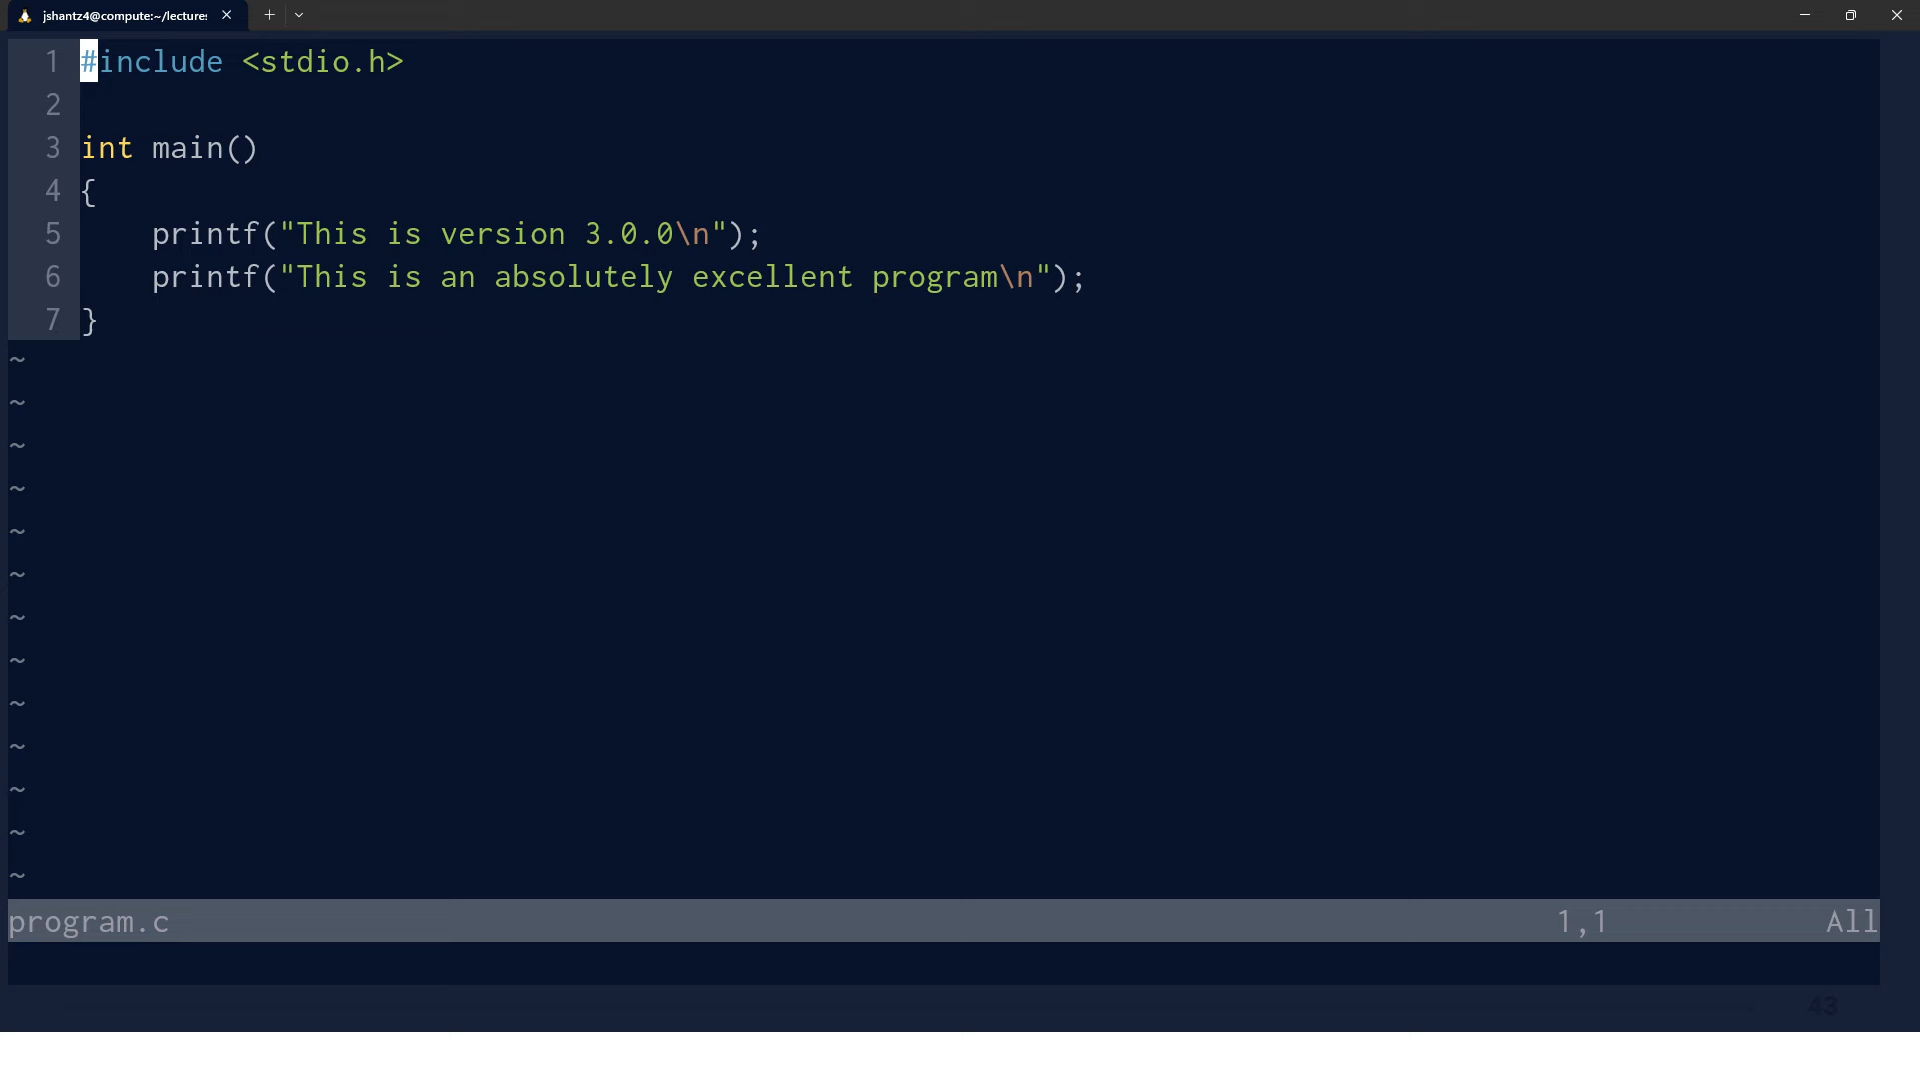 jshantz4@compute:~/lecture
1 #include <stdio.h>
2
3 int main()
4 {
5     printf("This is version 3.0.0\n");
6     printf("This is an absolutely excellent program\n");
7 }
~
~
~
~
~
~
~
~
~
~
~
~
~
program.c 1,1 All
43